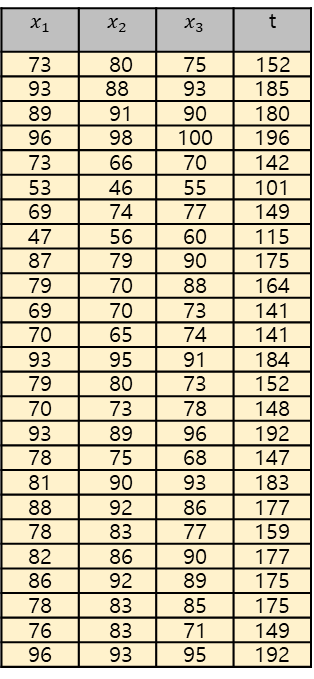 x₁ x₂ x₃ t
73 80 75 152
93 88 93 185
89 91 90 180
96 98 100 196
73 66 70 142
53 46 55 101
69 74 77 149
47 56 60 115
87 79 90 175
79 70 88 164
69 70 73 141
70 65 74 141
93 95 91 184
79 80 73 152
70 73 78 148
93 89 96 192
78 75 68 147
81 90 93 183
88 92 86 177
78 83 77 159
82 86 90 177
86 92 89 175
78 83 85 175
76 83 71 149
96 93 95 192